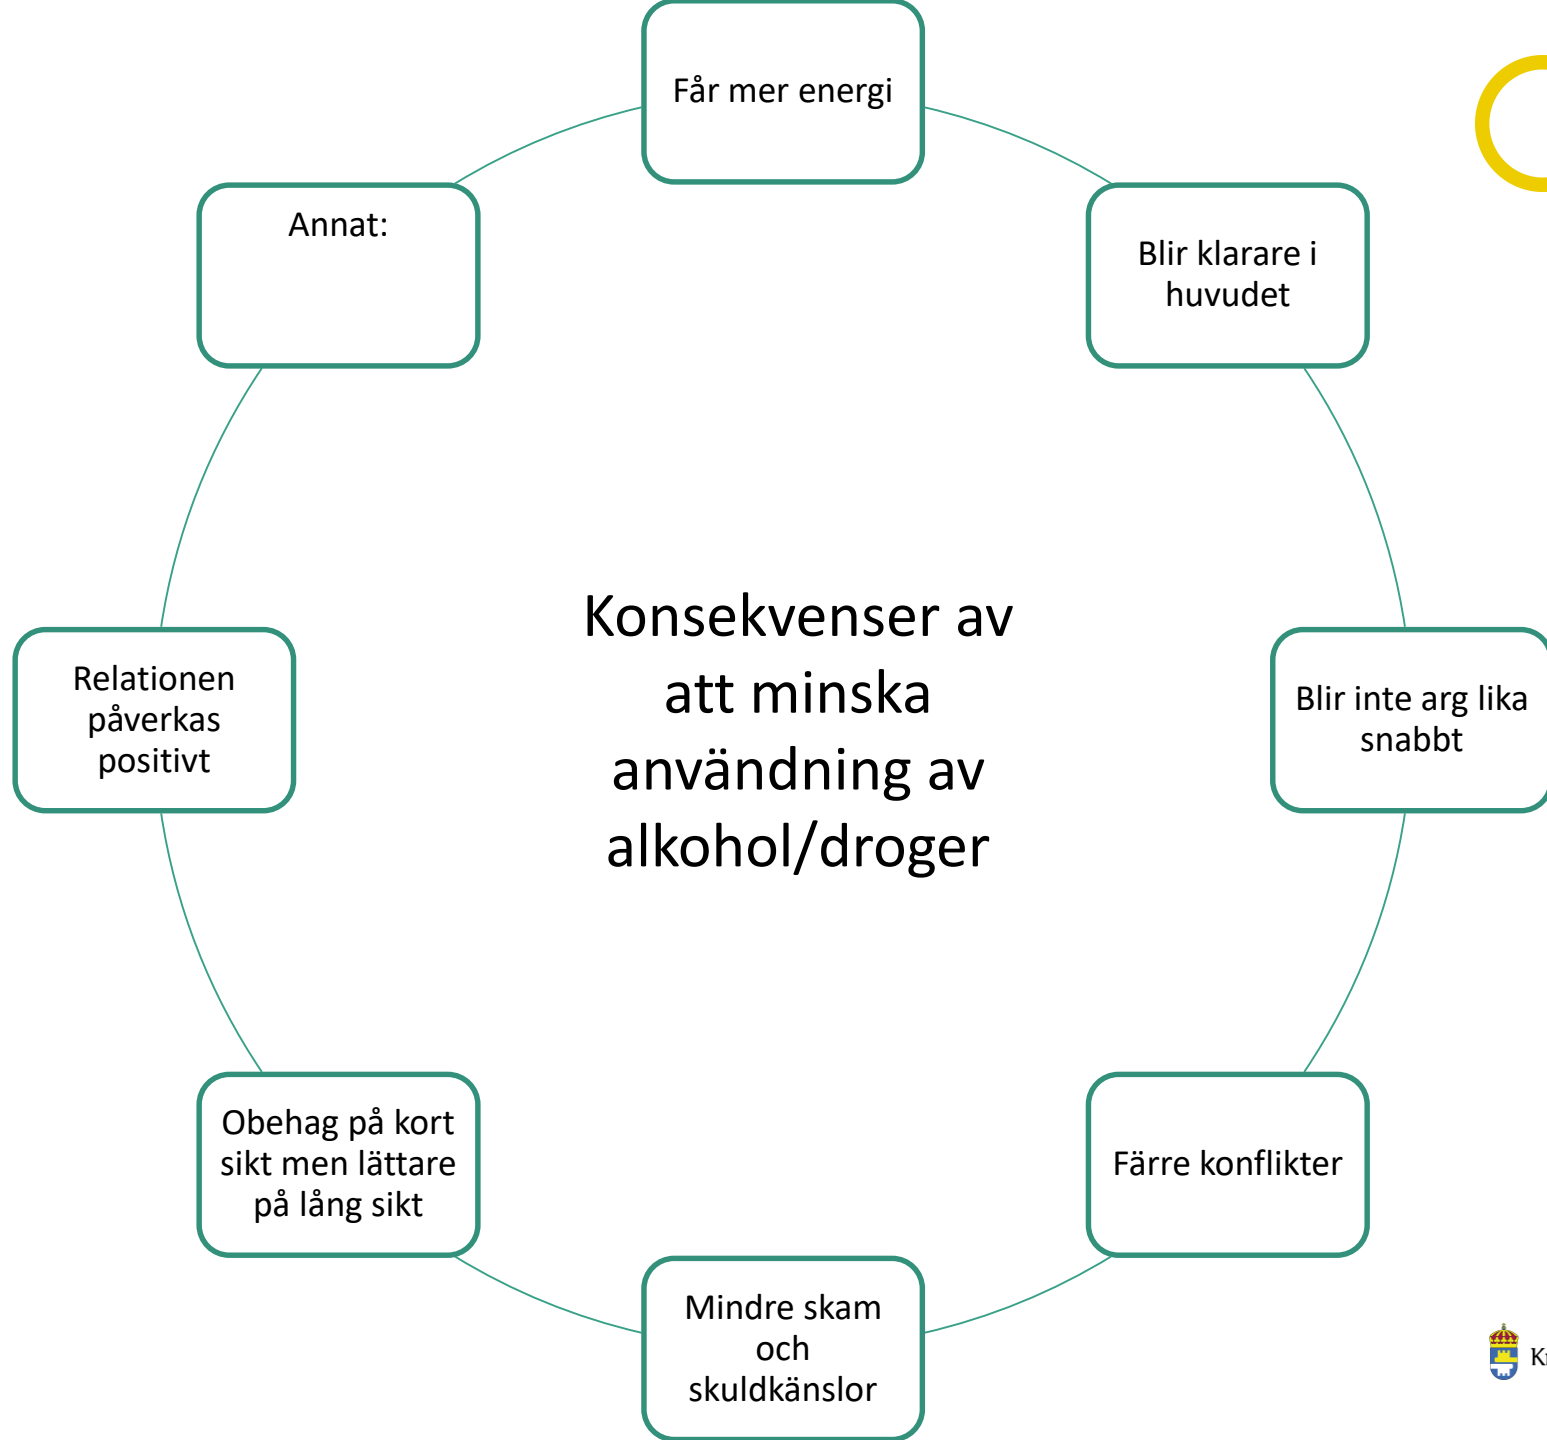 Får mer energi
Annat:
Blir klarare i
huvudet
Konsekvenser av
att minska
användning av
alkohol/droger
Relationen
påverkas
positivt
Blir inte arg lika
snabbt
Obehag på kort
sikt men lättare
på lång sikt
Färre konflikter
Mindre skam
och
skuldkänslor